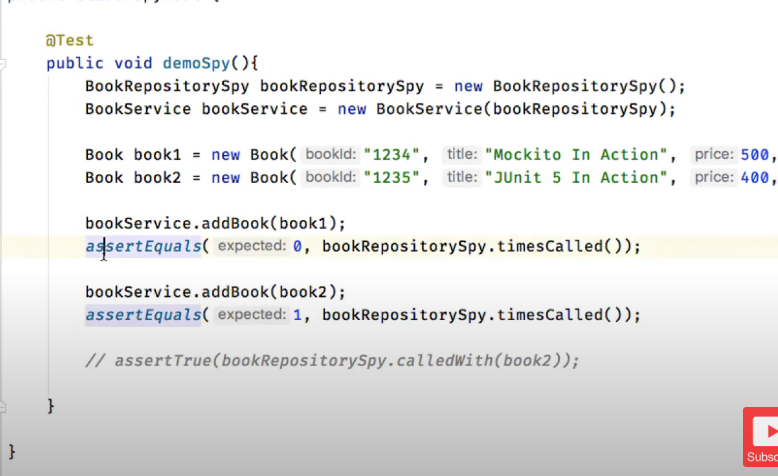 @Test
public void demoSpy(){
BookRepositorySpy bookRepositorySpy = new BookRepositorySpy();
BookService bookService = new BookService(bookRepositorySpy);
Book book1 = new Book( bookId: "1234", title: "Mockito In Action", price: 500,
Book book2 = new Book( bookId: "1235", title: "JUnit 5 In Action", price: 400,
bookService.addBook(book1);
assertEquals( expected: 0, bookRepositorySpy.timesCalled());
bookService.addBook(book2);
assertEquals( expected: 1, bookRepositorySpy.timesCalled());
// assertTrue(bookRepositorySpy.calledWith(book2));
}
}
Subsc